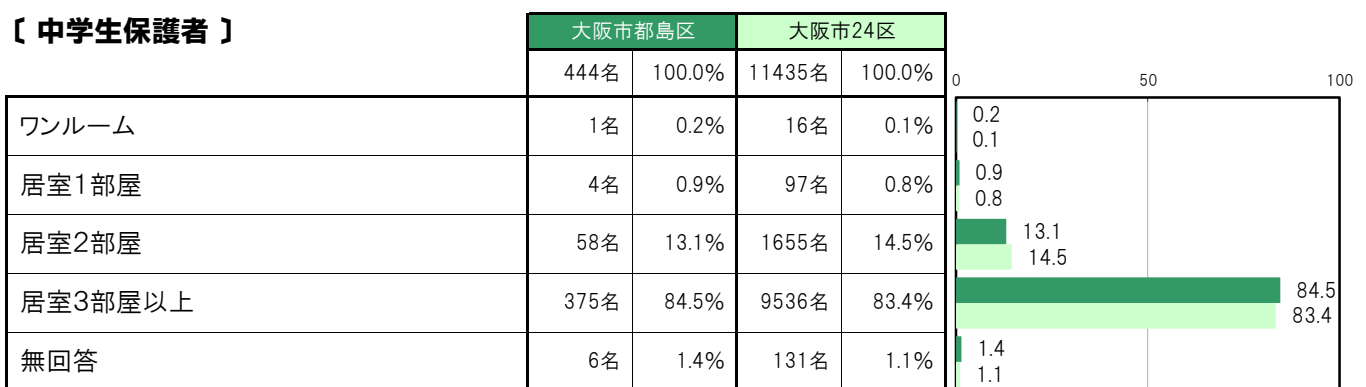 〔 中学生保護者 〕
大阪市都島区 大阪市24区
444名 100.0% 11435名 100.0% 0 50 100
ワンルーム 1名 0.2% 16名 0.1% 0.2
0.1
居室1部屋 4名 0.9% 97名 0.8% 0.9
0.8
居室2部屋 58名 13.1% 1655名 14.5% 13.1
14.5
居室3部屋以上 375名 84.5% 9536名 83.4% 84.5
83.4
無回答 6名 1.4% 131名 1.1% 1.4
1.1